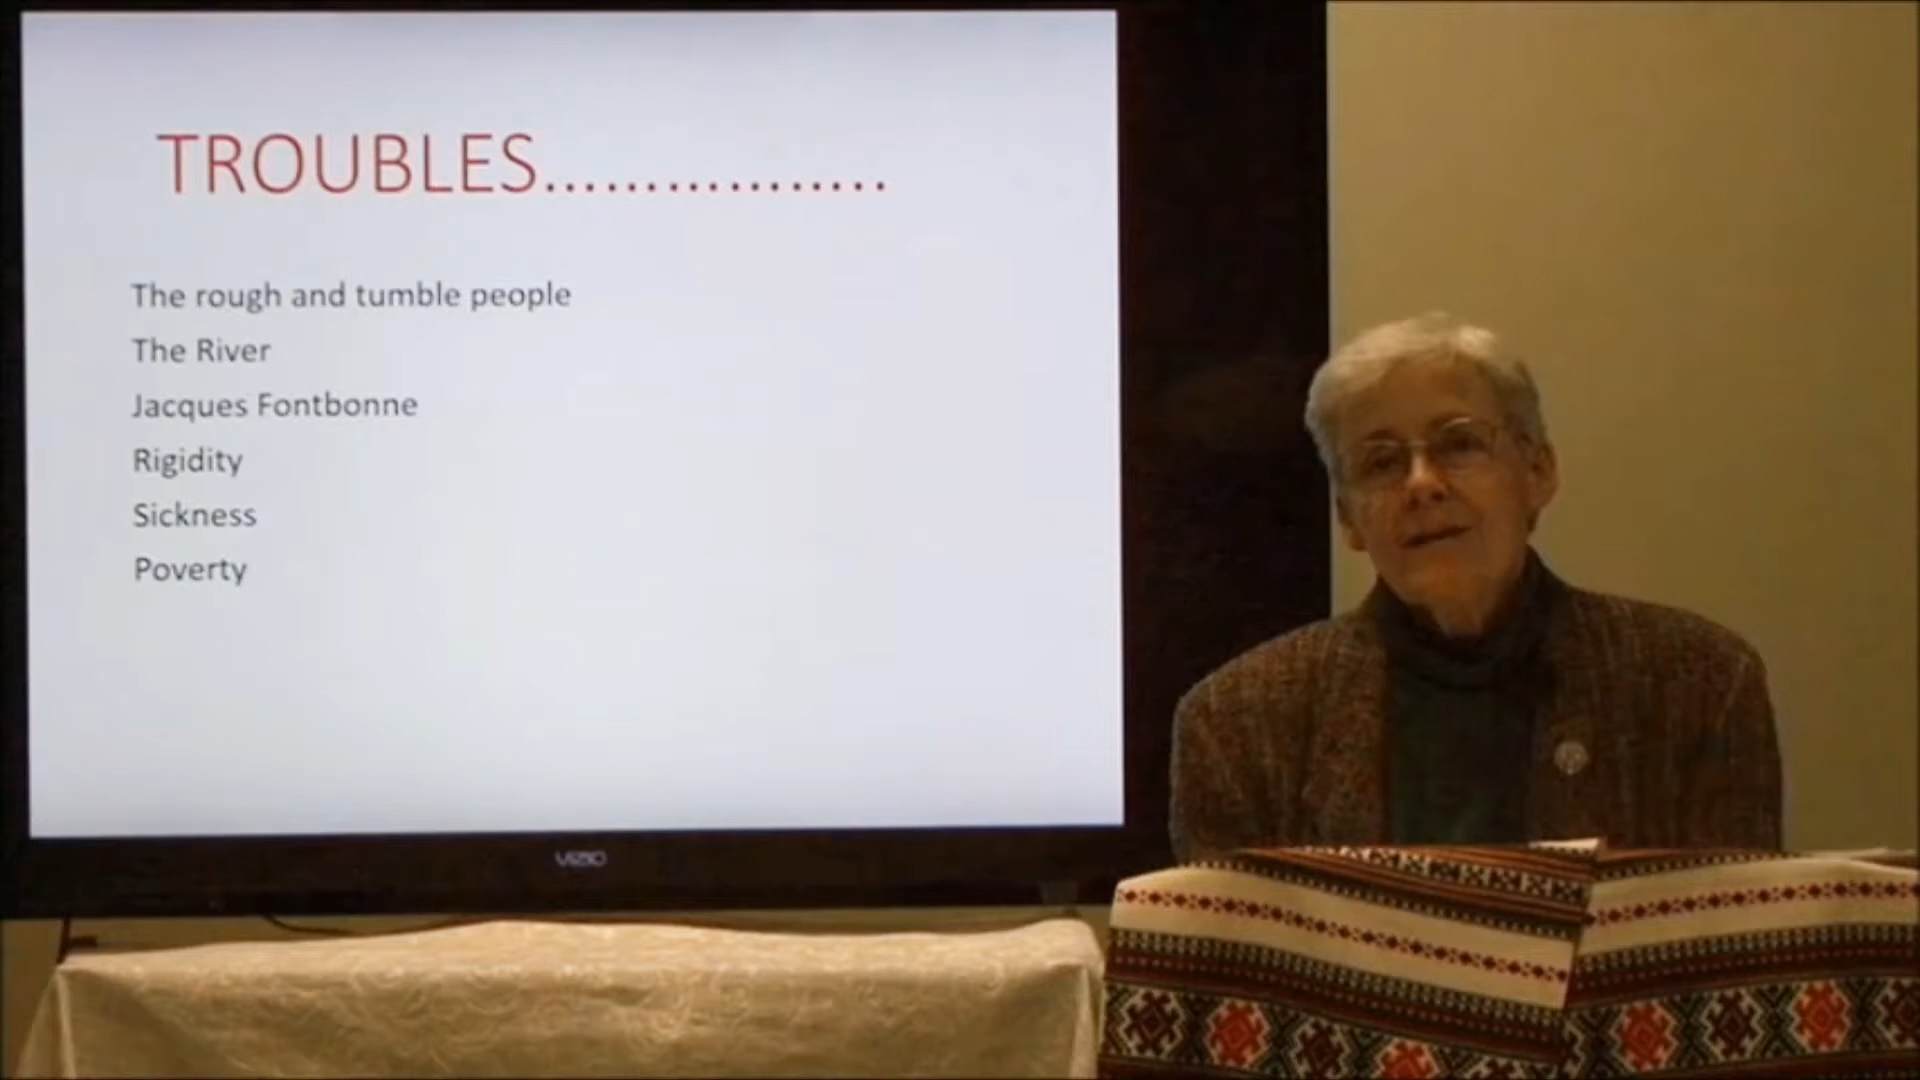 TROUBLES.................
The rough and tumble people
The River
Jacques Fontbonne
Rigidity
Sickness
Poverty
VIZIO